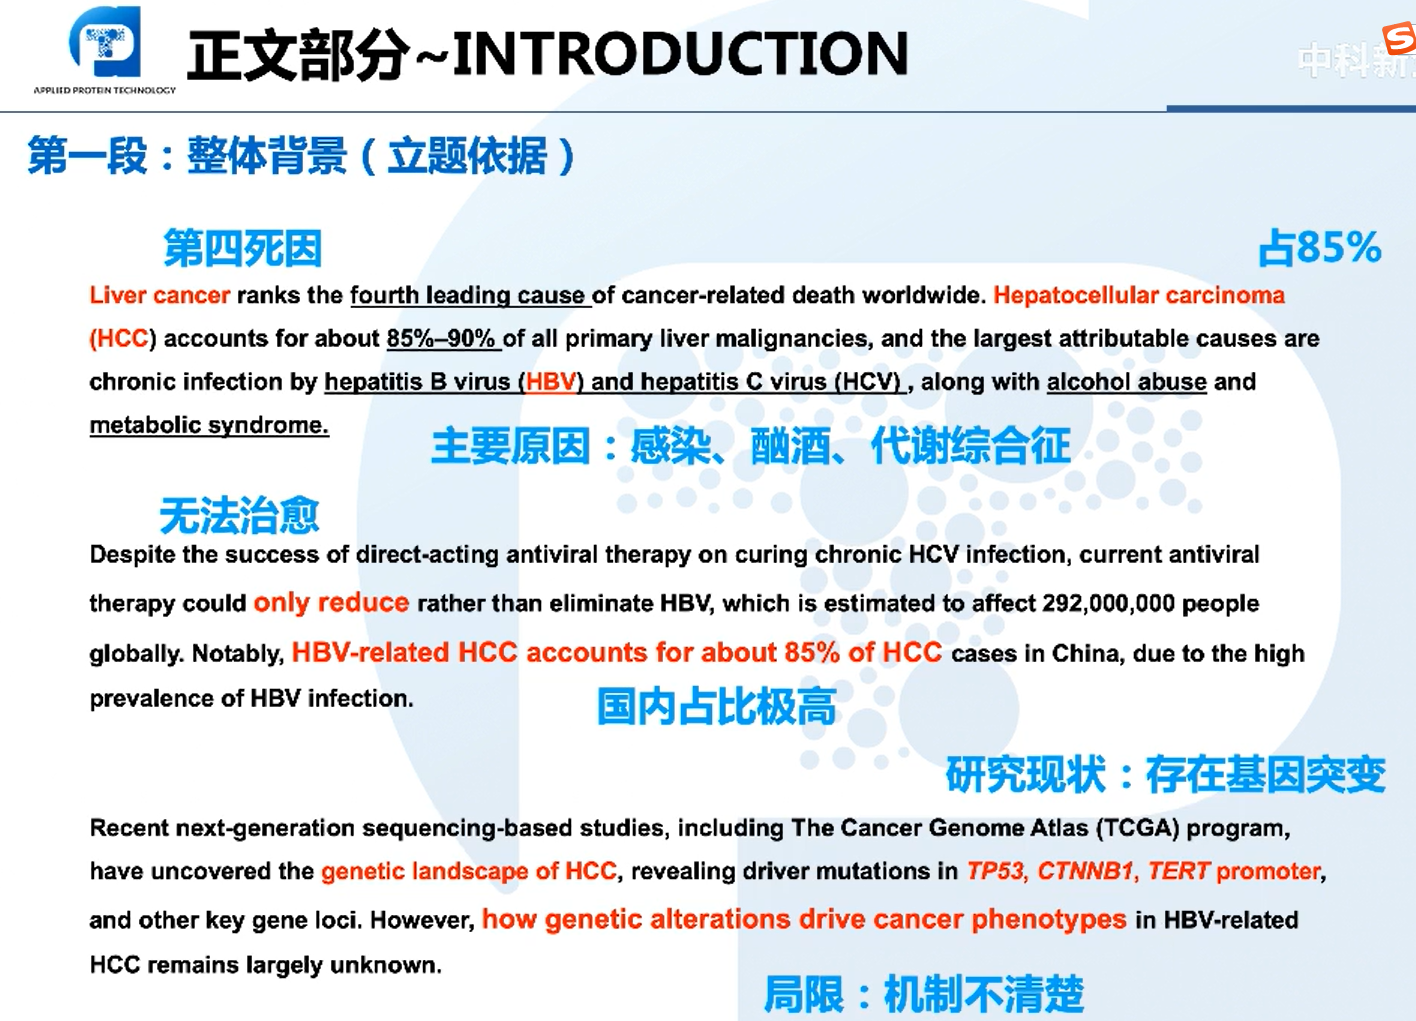 APPLIED PROTEIN TECHNOLOGY
正文部分~INTRODUCTION
中科新
第一段：整体背景（立题依据）
第四死因
占85%
Liver cancer ranks the fourth leading cause of cancer-related death worldwide. Hepatocellular carcinoma
(HCC) accounts for about 85%–90% of all primary liver malignancies, and the largest attributable causes are
chronic infection by hepatitis B virus (HBV) and hepatitis C virus (HCV) , along with alcohol abuse and
metabolic syndrome.
主要原因：感染、酗酒、代谢综合征
无法治愈
Despite the success of direct-acting antiviral therapy on curing chronic HCV infection, current antiviral
therapy could only reduce rather than eliminate HBV, which is estimated to affect 292,000,000 people
globally. Notably, HBV-related HCC accounts for about 85% of HCC cases in China, due to the high
prevalence of HBV infection.
国内占比极高
研究现状：存在基因突变
Recent next-generation sequencing-based studies, including The Cancer Genome Atlas (TCGA) program,
have uncovered the genetic landscape of HCC, revealing driver mutations in TP53, CTNNB1, TERT promoter,
and other key gene loci. However, how genetic alterations drive cancer phenotypes in HBV-related
HCC remains largely unknown.
局限：机制不清楚